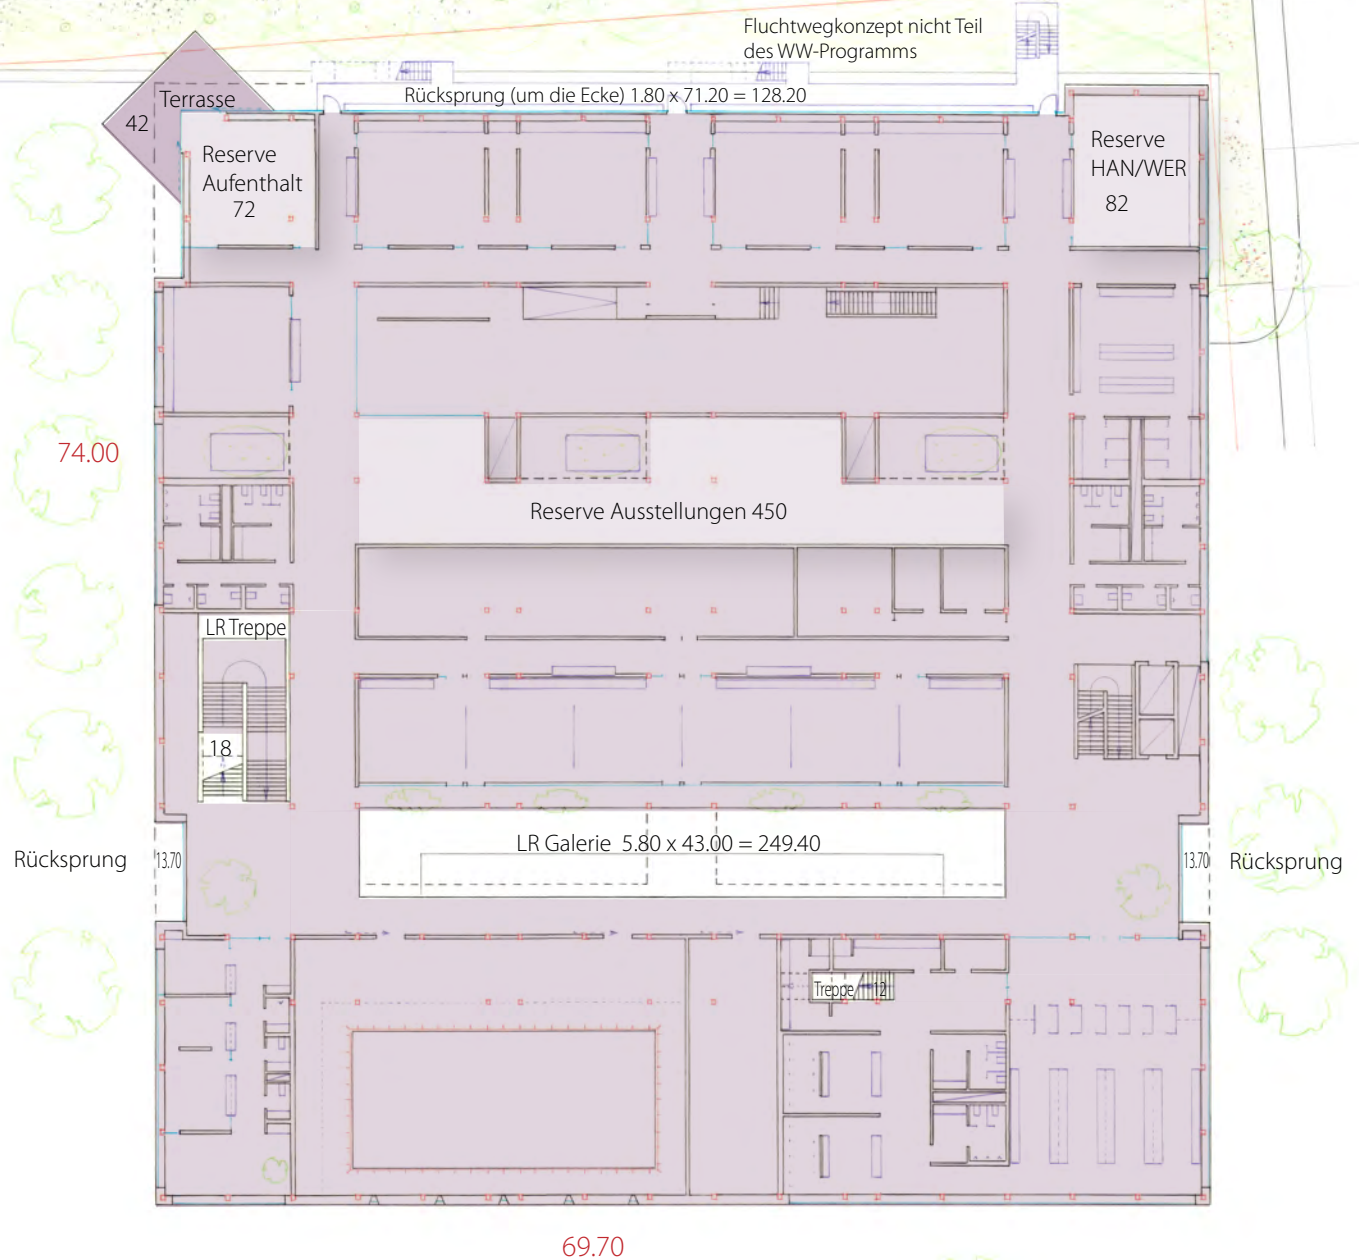 Fluchtwegkonzept nicht Teil
des WW-Programms
Rücksprung (um die Ecke) 1.80 x 71.20 = 128.20
Terrasse
42
Reserve
Aufenthalt
72
Reserve
HAN/WER
82
74.00
Reserve Ausstellungen 450
LR Treppe
18
LR Galerie 5.80 x 43.00 = 249.40
Rücksprung
13.70
13.70
Rücksprung
Treppe
12
69.70